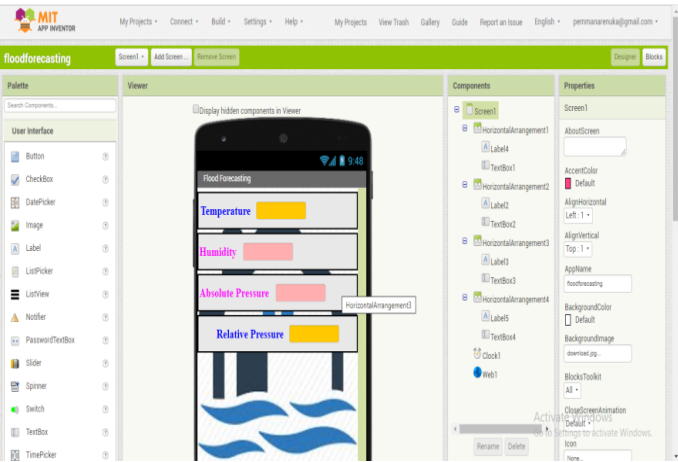 MIT
APP INVENTOR
My Projects Connect Build Settings Help My Projects View Trash Gallery Guide Report an Issue English pemmanarenuka@gmail.com
floodforecasting Screen1 Add Screen... Remove Screen Designer Blocks
Palette
Search Components...
User Interface
Button
CheckBox
DatePicker
Image
Label
ListPicker
ListView
Notifier
PasswordTextBox
Slider
Spinner
Switch
TextBox
TimePicker
Viewer
Display hidden components in Viewer
9:48
Flood Forecasting
Temperature
Humidity
Absolute Pressure
HorizontalArrangement3
Relative Pressure
Components
Screen1
HorizontalArrangement1
Label4
TextBox1
HorizontalArrangement2
Label2
TextBox2
HorizontalArrangement3
Label3
TextBox3
HorizontalArrangement4
Label5
TextBox4
Clock1
Web1
Rename Delete
Properties
Screen1
AboutScreen
AccentColor
Default
AlignHorizontal
Left : 1
AlignVertical
Top : 1
AppName
floodforecasting
BackgroundColor
Default
BackgroundImage
download.jpg...
BlocksToolkit
All
CloseScreenAnimation
Default
Icon
None...
Activate Windows
Go to Settings to activate Windows.